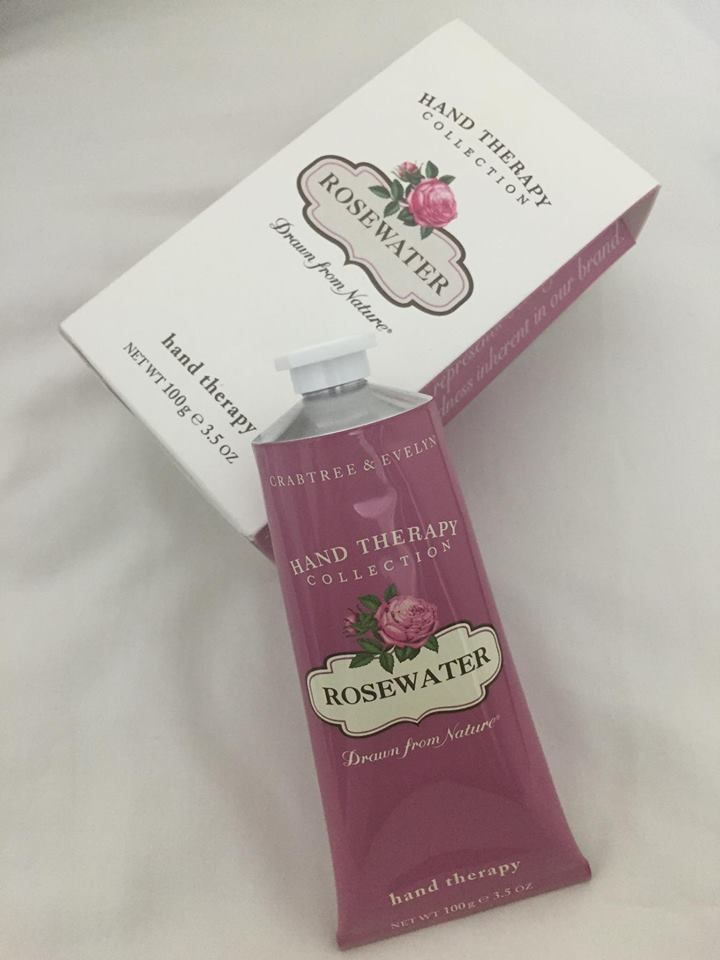 HAND THERAPY
COLLECTION
ROSEWATER
Drawn from Nature®
hand therapy
NET WT 100g e 3.5 OZ
inherent in our brand.
CRABTREE & EVELYN
HAND THERAPY
COLLECTION
ROSEWATER
Drawn from Nature®
hand therapy
NET WT 100g e 3.5 OZ